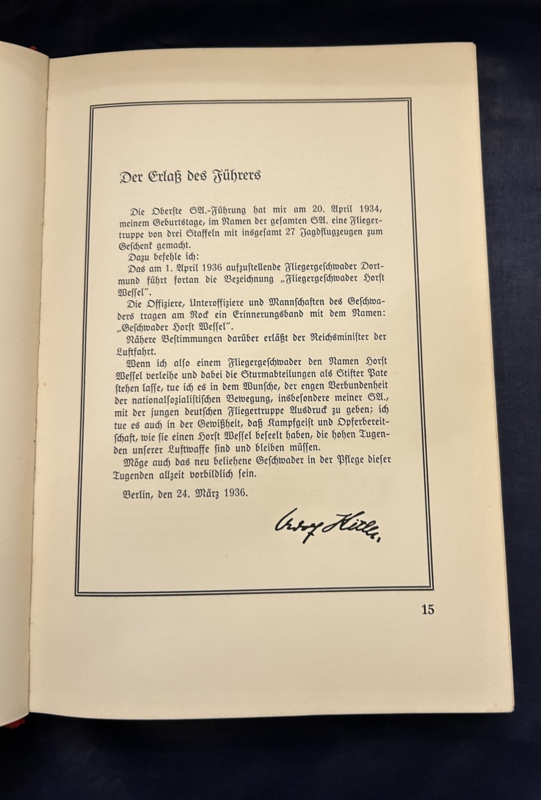 Der Erlaß des Führers
Die Oberste SA.-Führung hat mir am 20. April 1934,
meinem Geburtstage, im Namen der gesamten SA. eine Flieger-
truppe von drei Staffeln mit insgesamt 27 Jagdflugzeugen zum
Geschenk gemacht.
Dazu befehle ich:
Das am 1. April 1936 aufzustellende Fliegergeschwader Dort-
mund führt fortan die Bezeichnung „Fliegergeschwader Horst
Wessel".
Die Offiziere, Unteroffiziere und Mannschaften des Geschwa-
ders tragen am Rock ein Erinnerungsband mit dem Namen:
„Geschwader Horst Wessel".
Nähere Bestimmungen darüber erläßt der Reichsminister der
Luftfahrt.
Wenn ich also einem Fliegergeschwader den Namen Horst
Wessel verleihe und dabei die Sturmabteilungen als Stifter Pate
stehen lasse, tue ich es in dem Wunsche, der engen Verbundenheit
der nationalsozialistischen Bewegung, insbesondere meiner SA.,
mit der jungen deutschen Fliegertruppe Ausdruck zu geben; ich
tue es auch in der Gewißheit, daß Kampfgeist und Opferbereit-
schaft, wie sie einen Horst Wessel beseelt haben, die hohen Tugen-
den unserer Luftwaffe sind und bleiben müssen.
Möge auch das neu beliehene Geschwader in der Pflege dieser
Tugenden allzeit vorbildlich sein.
Berlin, den 24. März 1936.
Adolf Hitler.
15